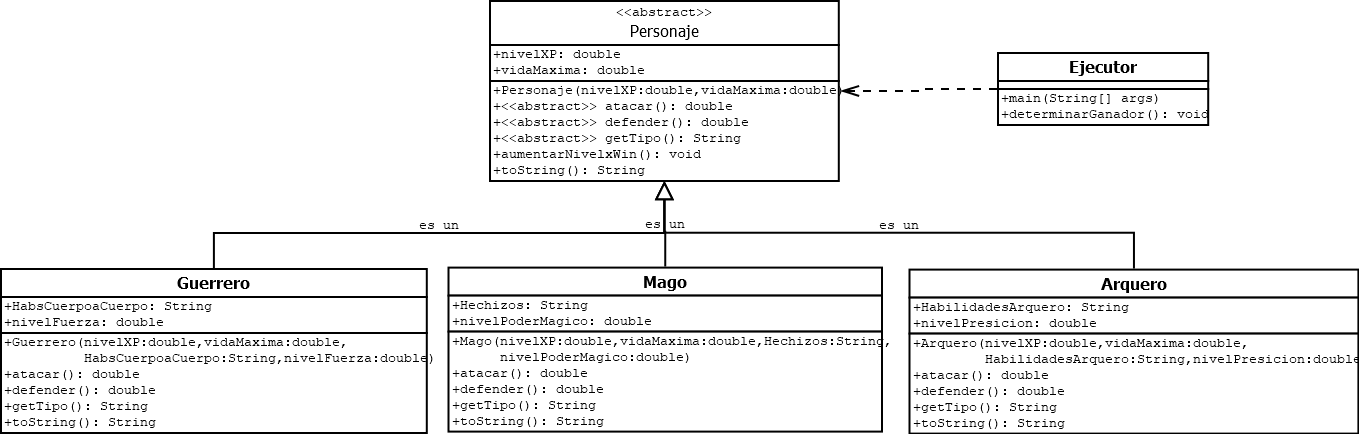 <<abstract>>
Personaje
+nivelXP: double
+vidaMaxima: double
+Personaje(nivelXP:double,vidaMaxima:double)
+<<abstract>> atacar(): double
+<<abstract>> defender(): double
+<<abstract>> getTipo(): String
+aumentarNivelxWin(): void
+toString(): String
Ejecutor
+main(String[] args)
+determinarGanador(): void
es un
es un
es un
Guerrero
+HabsCuerpoaCuerpo: String
+nivelFuerza: double
+Guerrero(nivelXP:double,vidaMaxima:double,
HabsCuerpoaCuerpo:String,nivelFuerza:double)
+atacar(): double
+defender(): double
+getTipo(): String
+toString(): String
Mago
+Hechizos: String
+nivelPoderMagico: double
+Mago(nivelXP:double,vidaMaxima:double,Hechizos:String,
nivelPoderMagico:double)
+atacar(): double
+defender(): double
+getTipo(): String
+toString(): String
Arquero
+HabilidadesArquero: String
+nivelPresicion: double
+Arquero(nivelXP:double,vidaMaxima:double,
HabilidadesArquero:String,nivelPresicion:double
+atacar(): double
+defender(): double
+getTipo(): String
+toString(): String